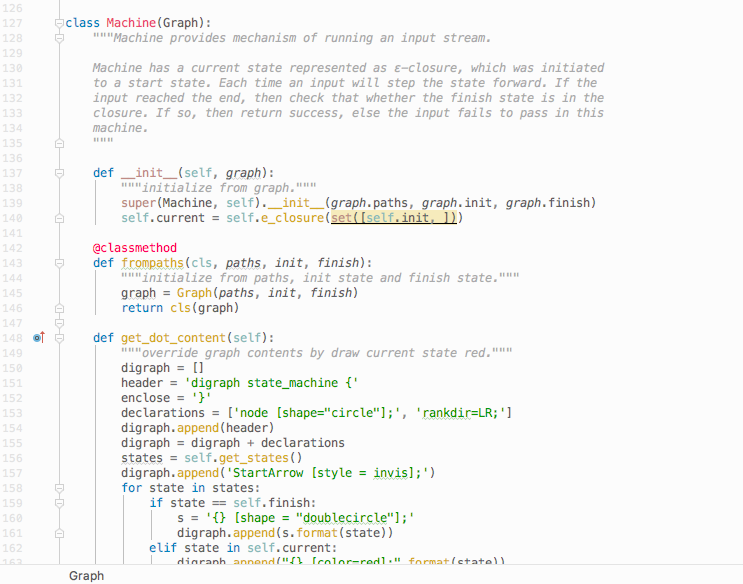 126
127 class Machine(Graph):
128 """Machine provides mechanism of running an input stream.
129
130 Machine has a current state represented as ε-closure, which was initiated
131 to a start state. Each time an input will step the state forward. If the
132 input reached the end, then check that whether the finish state is in the
133 closure. If so, then return success, else the input fails to pass in this
134 machine.
135 """
136
137 def __init__(self, graph):
138 """initialize from graph."""
139 super(Machine, self).__init__(graph.paths, graph.init, graph.finish)
140 self.current = self.e_closure(set([self.init, ]))
141
142 @classmethod
143 def frompaths(cls, paths, init, finish):
144 """initialize from paths, init state and finish state."""
145 graph = Graph(paths, init, finish)
146 return cls(graph)
147
148 def get_dot_content(self):
149 """override graph contents by draw current state red."""
150 digraph = []
151 header = 'digraph state_machine {'
152 enclose = '}'
153 declarations = ['node [shape="circle"];', 'rankdir=LR;']
154 digraph.append(header)
155 digraph = digraph + declarations
156 states = self.get_states()
157 digraph.append('StartArrow [style = invis];')
158 for state in states:
159 if state == self.finish:
160 s = '{} [shape = "doublecircle"];'
161 digraph.append(s.format(state))
162 elif state in self.current:
163 digraph.append("{} [color=red];".format(state))
Graph